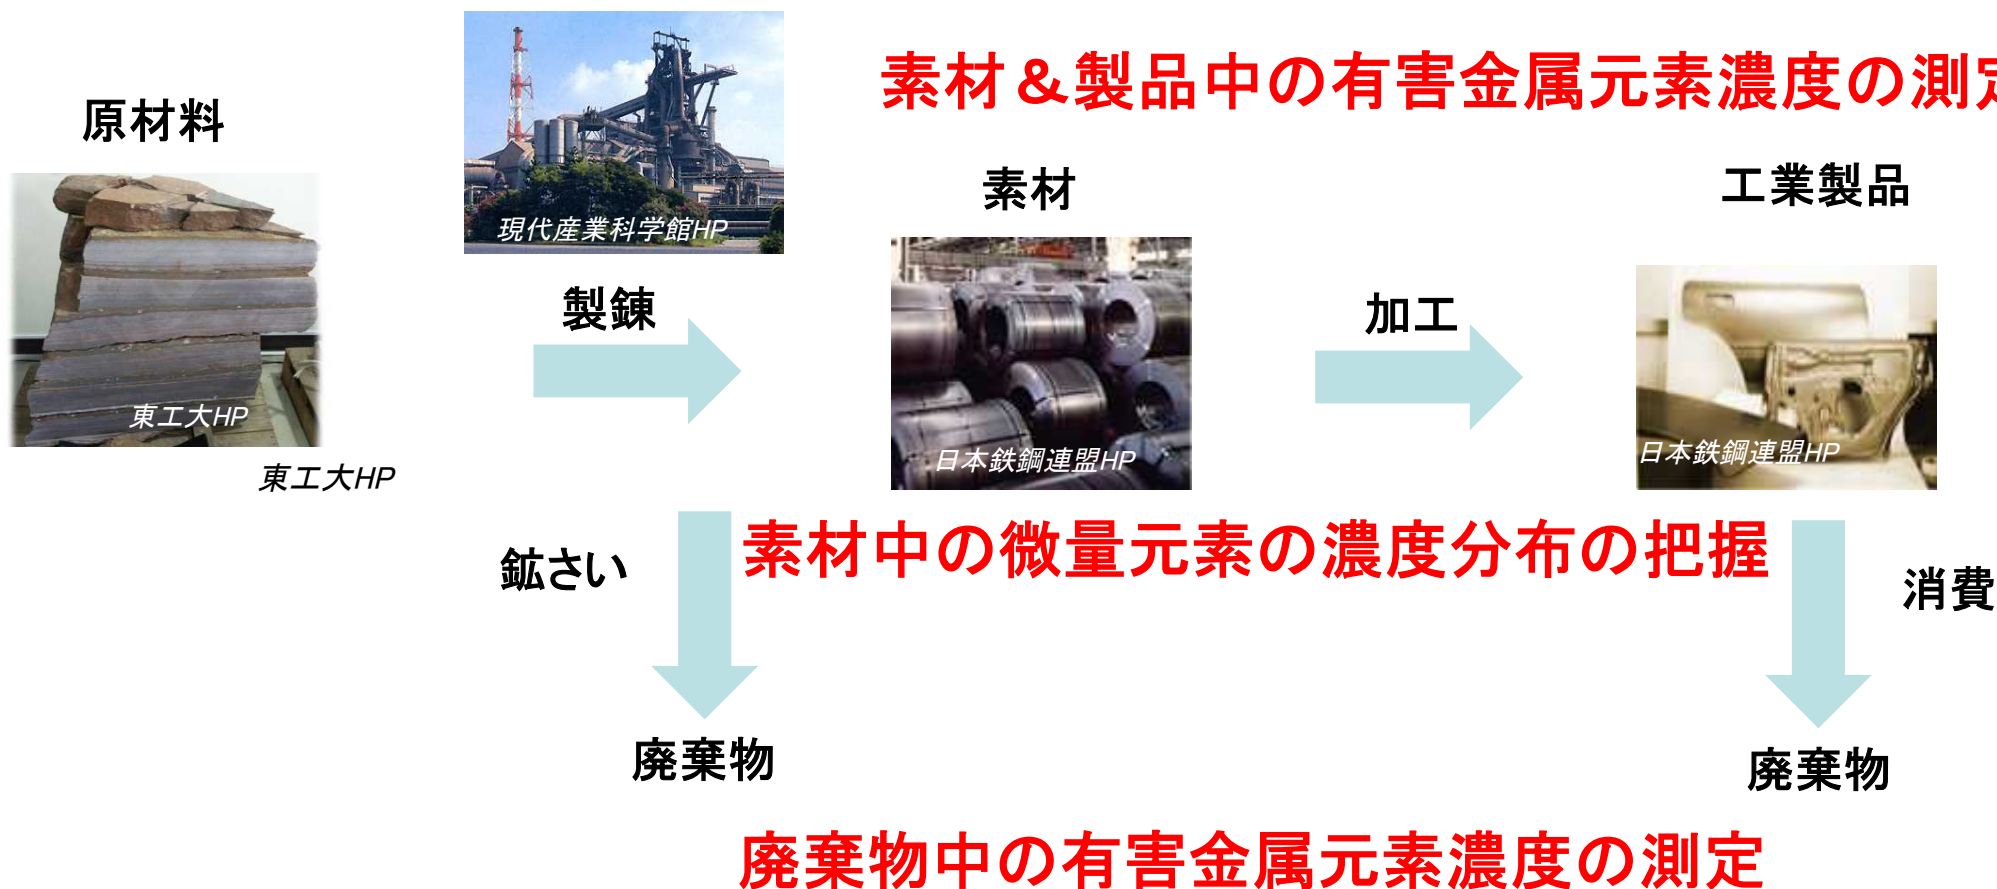 素材＆製品中の有害金属元素濃度の測定
原材料
現代産業科学館HP
素材
工業製品
製錬
加工
東工大HP
東工大HP
日本鉄鋼連盟HP
日本鉄鋼連盟HP
鉱さい
素材中の微量元素の濃度分布の把握
消費
廃棄物
廃棄物
廃棄物中の有害金属元素濃度の測定